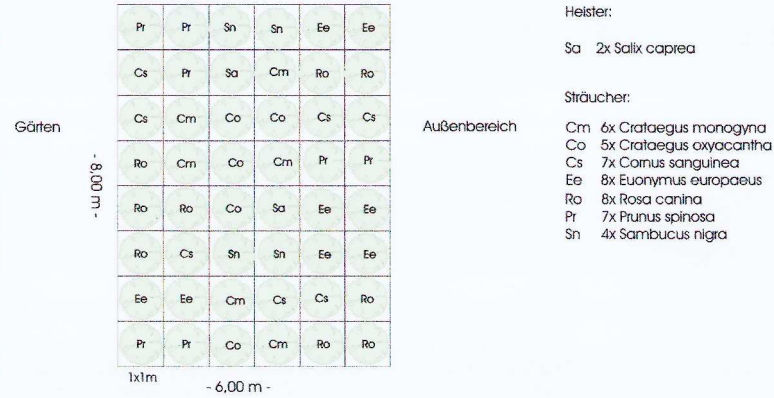 Pr Pr Sn Sn Ee Ee
Cs Pr Sa Cm Ro Ro
Cs Cm Co Co Cs Cs
Ro Cm Co Cm Pr Pr
Ro Ro Co Sa Ee Ee
Ro Cs Sn Sn Ee Ee
Ee Ee Cm Cs Cs Ro
Pr Pr Co Cm Ro Ro
Gärten
- 8,00 m -
1x1m
- 6,00 m -
Außenbereich
Heister:
Sa 2x Salix caprea
Sträucher:
Cm 6x Crataegus monogyna
Co 5x Crataegus oxyacantha
Cs 7x Cornus sanguinea
Ee 8x Euonymus europaeus
Ro 8x Rosa canina
Pr 7x Prunus spinosa
Sn 4x Sambucus nigra